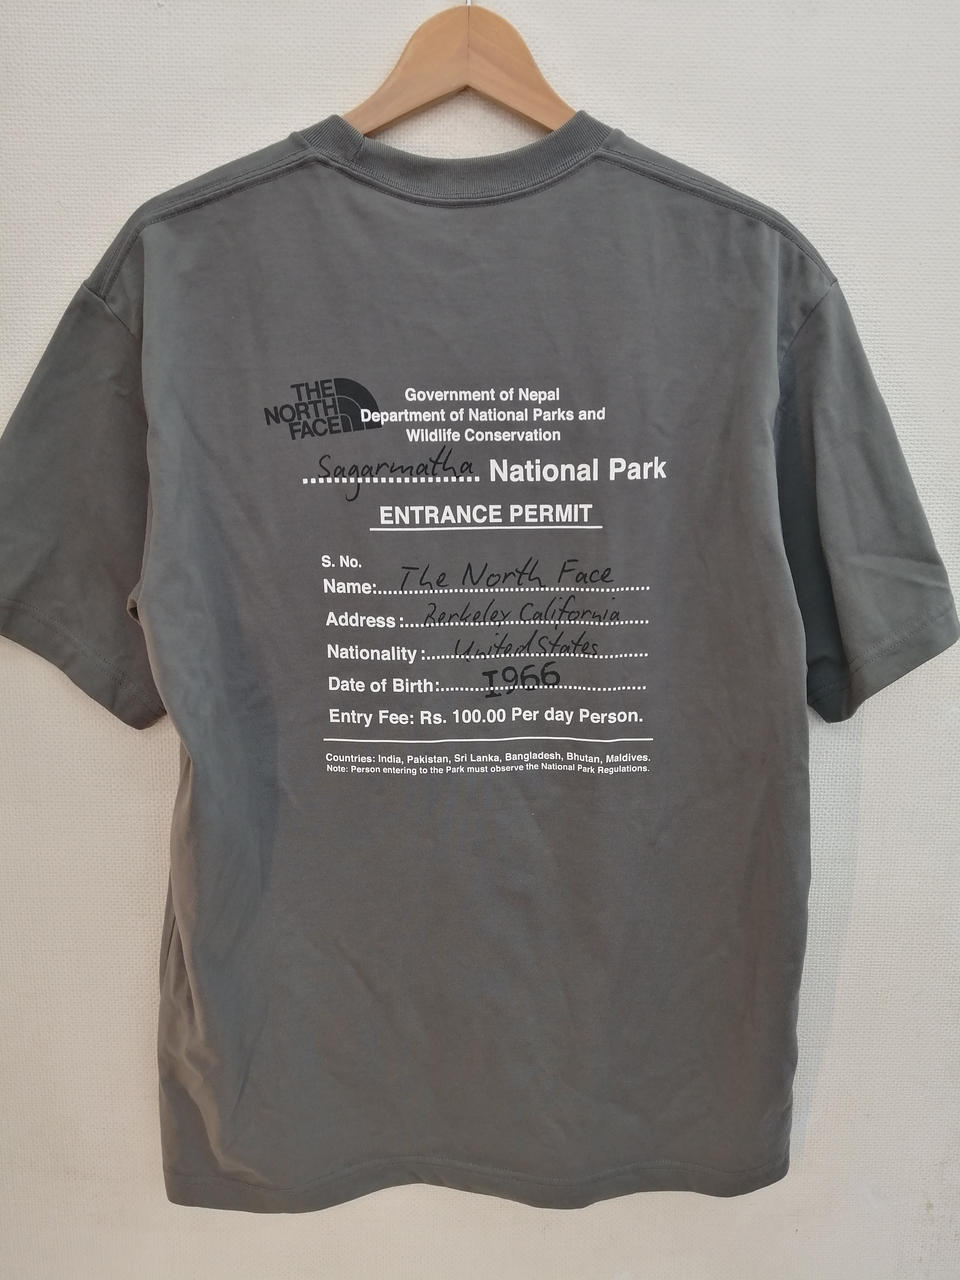 THE
NORTH
FACE
Government of Nepal
Department of National Parks and
Wildlife Conservation
Sagarmatha National Park
ENTRANCE PERMIT
S. No.
Name: The North Face
Address : Berkeley California
Nationality : United States
Date of Birth: 1966
Entry Fee: Rs. 100.00 Per day Person.
Countries: India, Pakistan, Sri Lanka, Bangladesh, Bhutan, Maldives.
Note: Person entering to the Park must observe the National Park Regulations.